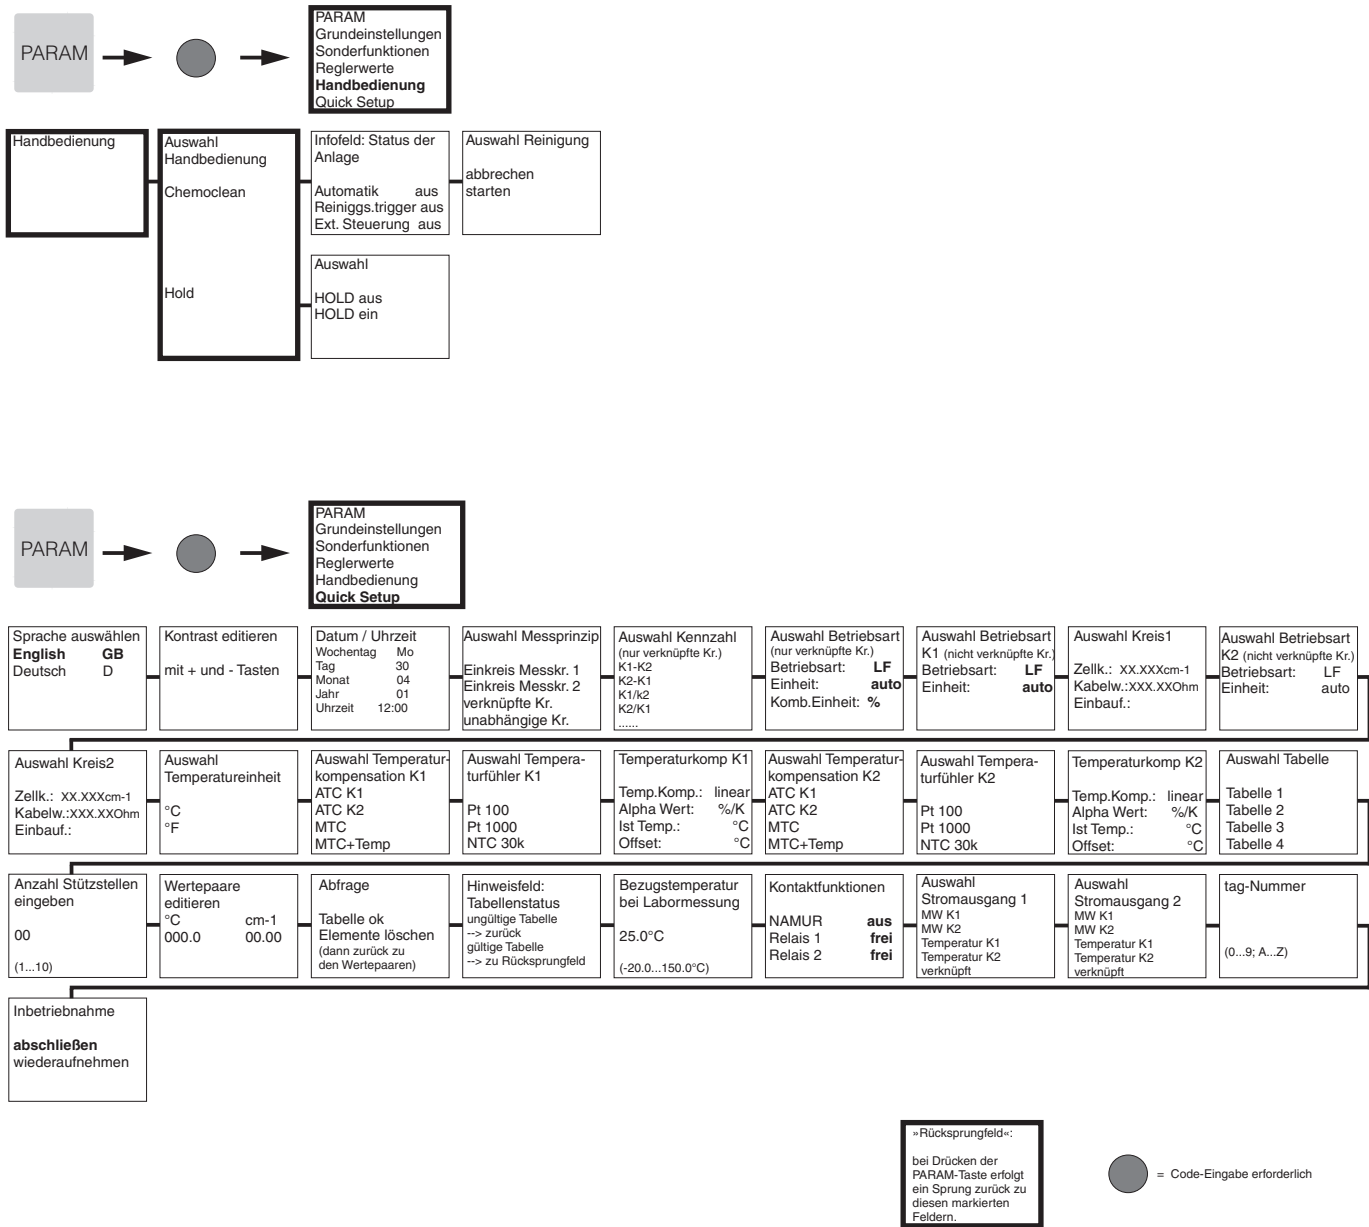 PARAM
PARAM
Grundeinstellungen
Sonderfunktionen
Reglerwerte
Handbedienung
Quick Setup
Handbedienung
Auswahl
Handbedienung
Chemoclean
Hold
Infofeld: Status der
Anlage
Automatik aus
Reiniggs.trigger aus
Ext. Steuerung aus
Auswahl Reinigung
abbrechen
starten
Auswahl
HOLD aus
HOLD ein
PARAM
PARAM
Grundeinstellungen
Sonderfunktionen
Reglerwerte
Handbedienung
Quick Setup
Sprache auswählen
English GB
Deutsch D
Kontrast editieren
mit + und - Tasten
Datum / Uhrzeit
Wochentag Mo
Tag 30
Monat 04
Jahr 01
Uhrzeit 12:00
Auswahl Messprinzip
Einkreis Messkr. 1
Einkreis Messkr. 2
verknüpfte Kr.
unabhängige Kr.
Auswahl Kennzahl
(nur verknüpfte Kr.)
K1-K2
K2-K1
K1/k2
K2/K1
......
Auswahl Betriebsart
(nur verknüpfte Kr.)
Betriebsart: LF
Einheit: auto
Komb.Einheit: %
Auswahl Betriebsart
K1 (nicht verknüpfte Kr.)
Betriebsart: LF
Einheit: auto
Auswahl Kreis1
Zellk.: XX.XXXcm-1
Kabelw.:XXX.XXOhm
Einbauf.:
Auswahl Betriebsart
K2 (nicht verknüpfte Kr.)
Betriebsart: LF
Einheit: auto
Auswahl Kreis2
Zellk.: XX.XXXcm-1
Kabelw.:XXX.XXOhm
Einbauf.:
Auswahl
Temperatureinheit
°C
°F
Auswahl Temperatur-
kompensation K1
ATC K1
ATC K2
MTC
MTC+Temp
Auswahl Tempera-
turfühler K1
Pt 100
Pt 1000
NTC 30k
Temperaturkomp K1
Temp.Komp.: linear
Alpha Wert: %/K
Ist Temp.: °C
Offset: °C
Auswahl Temperatur-
kompensation K2
ATC K1
ATC K2
MTC
MTC+Temp
Auswahl Tempera-
turfühler K2
Pt 100
Pt 1000
NTC 30k
Temperaturkomp K2
Temp.Komp.: linear
Alpha Wert: %/K
Ist Temp.: °C
Offset: °C
Auswahl Tabelle
Tabelle 1
Tabelle 2
Tabelle 3
Tabelle 4
Anzahl Stützstellen
eingeben
00
(1...10)
Wertepaare
editieren
°C cm-1
000.0 00.00
Abfrage
Tabelle ok
Elemente löschen
(dann zurück zu
den Wertepaaren)
Hinweisfeld:
Tabellenstatus
ungültige Tabelle
--> zurück
gültige Tabelle
--> zu Rücksprungfeld
Bezugstemperatur
bei Labormessung
25.0°C
(-20.0...150.0°C)
Kontaktfunktionen
NAMUR aus
Relais 1 frei
Relais 2 frei
Auswahl
Stromausgang 1
MW K1
MW K2
Temperatur K1
Temperatur K2
verknüpft
Auswahl
Stromausgang 2
MW K1
MW K2
Temperatur K1
Temperatur K2
verknüpft
tag-Nummer
(0...9; A...Z)
Inbetriebnahme
abschließen
wiederaufnehmen
»Rücksprungfeld«:
bei Drücken der
PARAM-Taste erfolgt
ein Sprung zurück zu
diesen markierten
Feldern.
= Code-Eingabe erforderlich